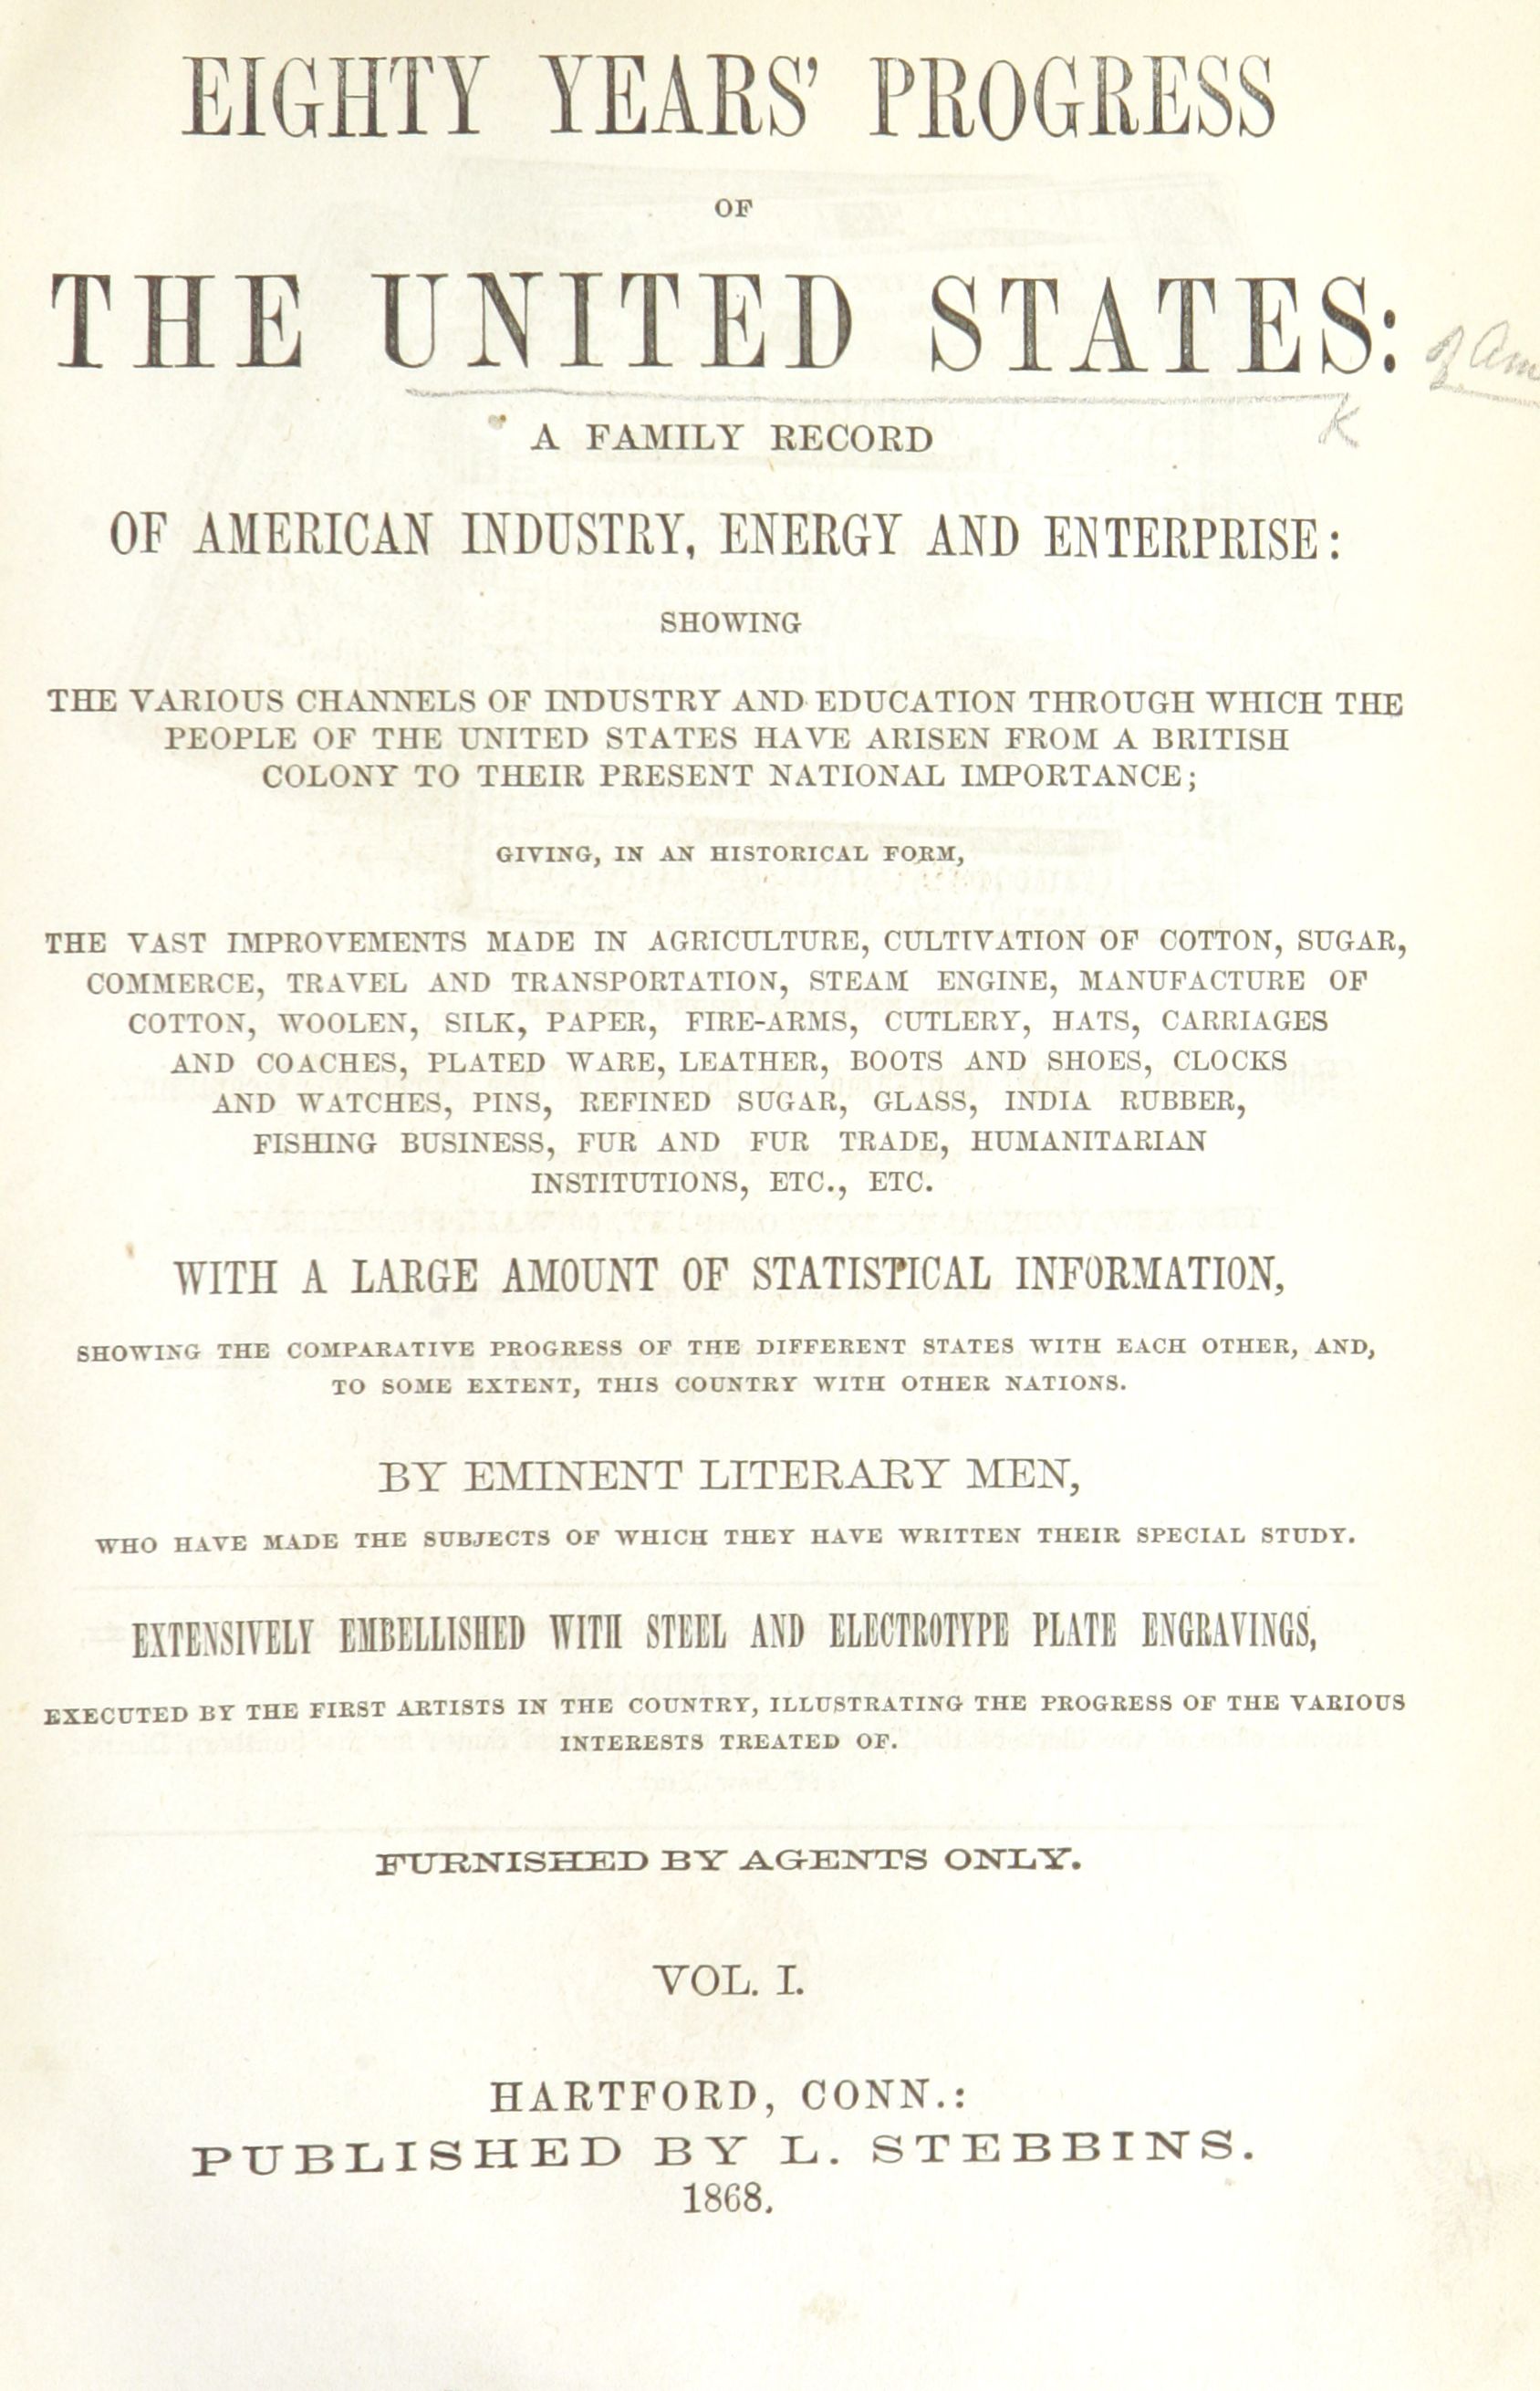 EIGHTY YEARS' PROGRESS
OF
THE UNITED STATES: of Am
K
A FAMILY RECORD
OF AMERICAN INDUSTRY, ENERGY AND ENTERPRISE:
SHOWING
THE VARIOUS CHANNELS OF INDUSTRY AND EDUCATION THROUGH WHICH THE
PEOPLE OF THE UNITED STATES HAVE ARISEN FROM A BRITISH
COLONY TO THEIR PRESENT NATIONAL IMPORTANCE;
GIVING, IN AN HISTORICAL FORM,
THE VAST IMPROVEMENTS MADE IN AGRICULTURE, CULTIVATION OF COTTON, SUGAR,
COMMERCE, TRAVEL AND TRANSPORTATION, STEAM ENGINE, MANUFACTURE OF
COTTON, WOOLEN, SILK, PAPER, FIRE-ARMS, CUTLERY, HATS, CARRIAGES
AND COACHES, PLATED WARE, LEATHER, BOOTS AND SHOES, CLOCKS
AND WATCHES, PINS, REFINED SUGAR, GLASS, INDIA RUBBER,
FISHING BUSINESS, FUR AND FUR TRADE, HUMANITARIAN
INSTITUTIONS, ETC., ETC.
WITH A LARGE AMOUNT OF STATISTICAL INFORMATION,
SHOWING THE COMPARATIVE PROGRESS OF THE DIFFERENT STATES WITH EACH OTHER, AND,
TO SOME EXTENT, THIS COUNTRY WITH OTHER NATIONS.
BY EMINENT LITERARY MEN,
WHO HAVE MADE THE SUBJECTS OF WHICH THEY HAVE WRITTEN THEIR SPECIAL STUDY.
EXTENSIVELY EMBELLISHED WITH STEEL AND ELECTROTYPE PLATE ENGRAVINGS,
EXECUTED BY THE FIRST ARTISTS IN THE COUNTRY, ILLUSTRATING THE PROGRESS OF THE VARIOUS
INTERESTS TREATED OF.
FURNISHED BY AGENTS ONLY.
VOL. I.
HARTFORD, CONN.:
PUBLISHED BY L. STEBBINS.
1868.